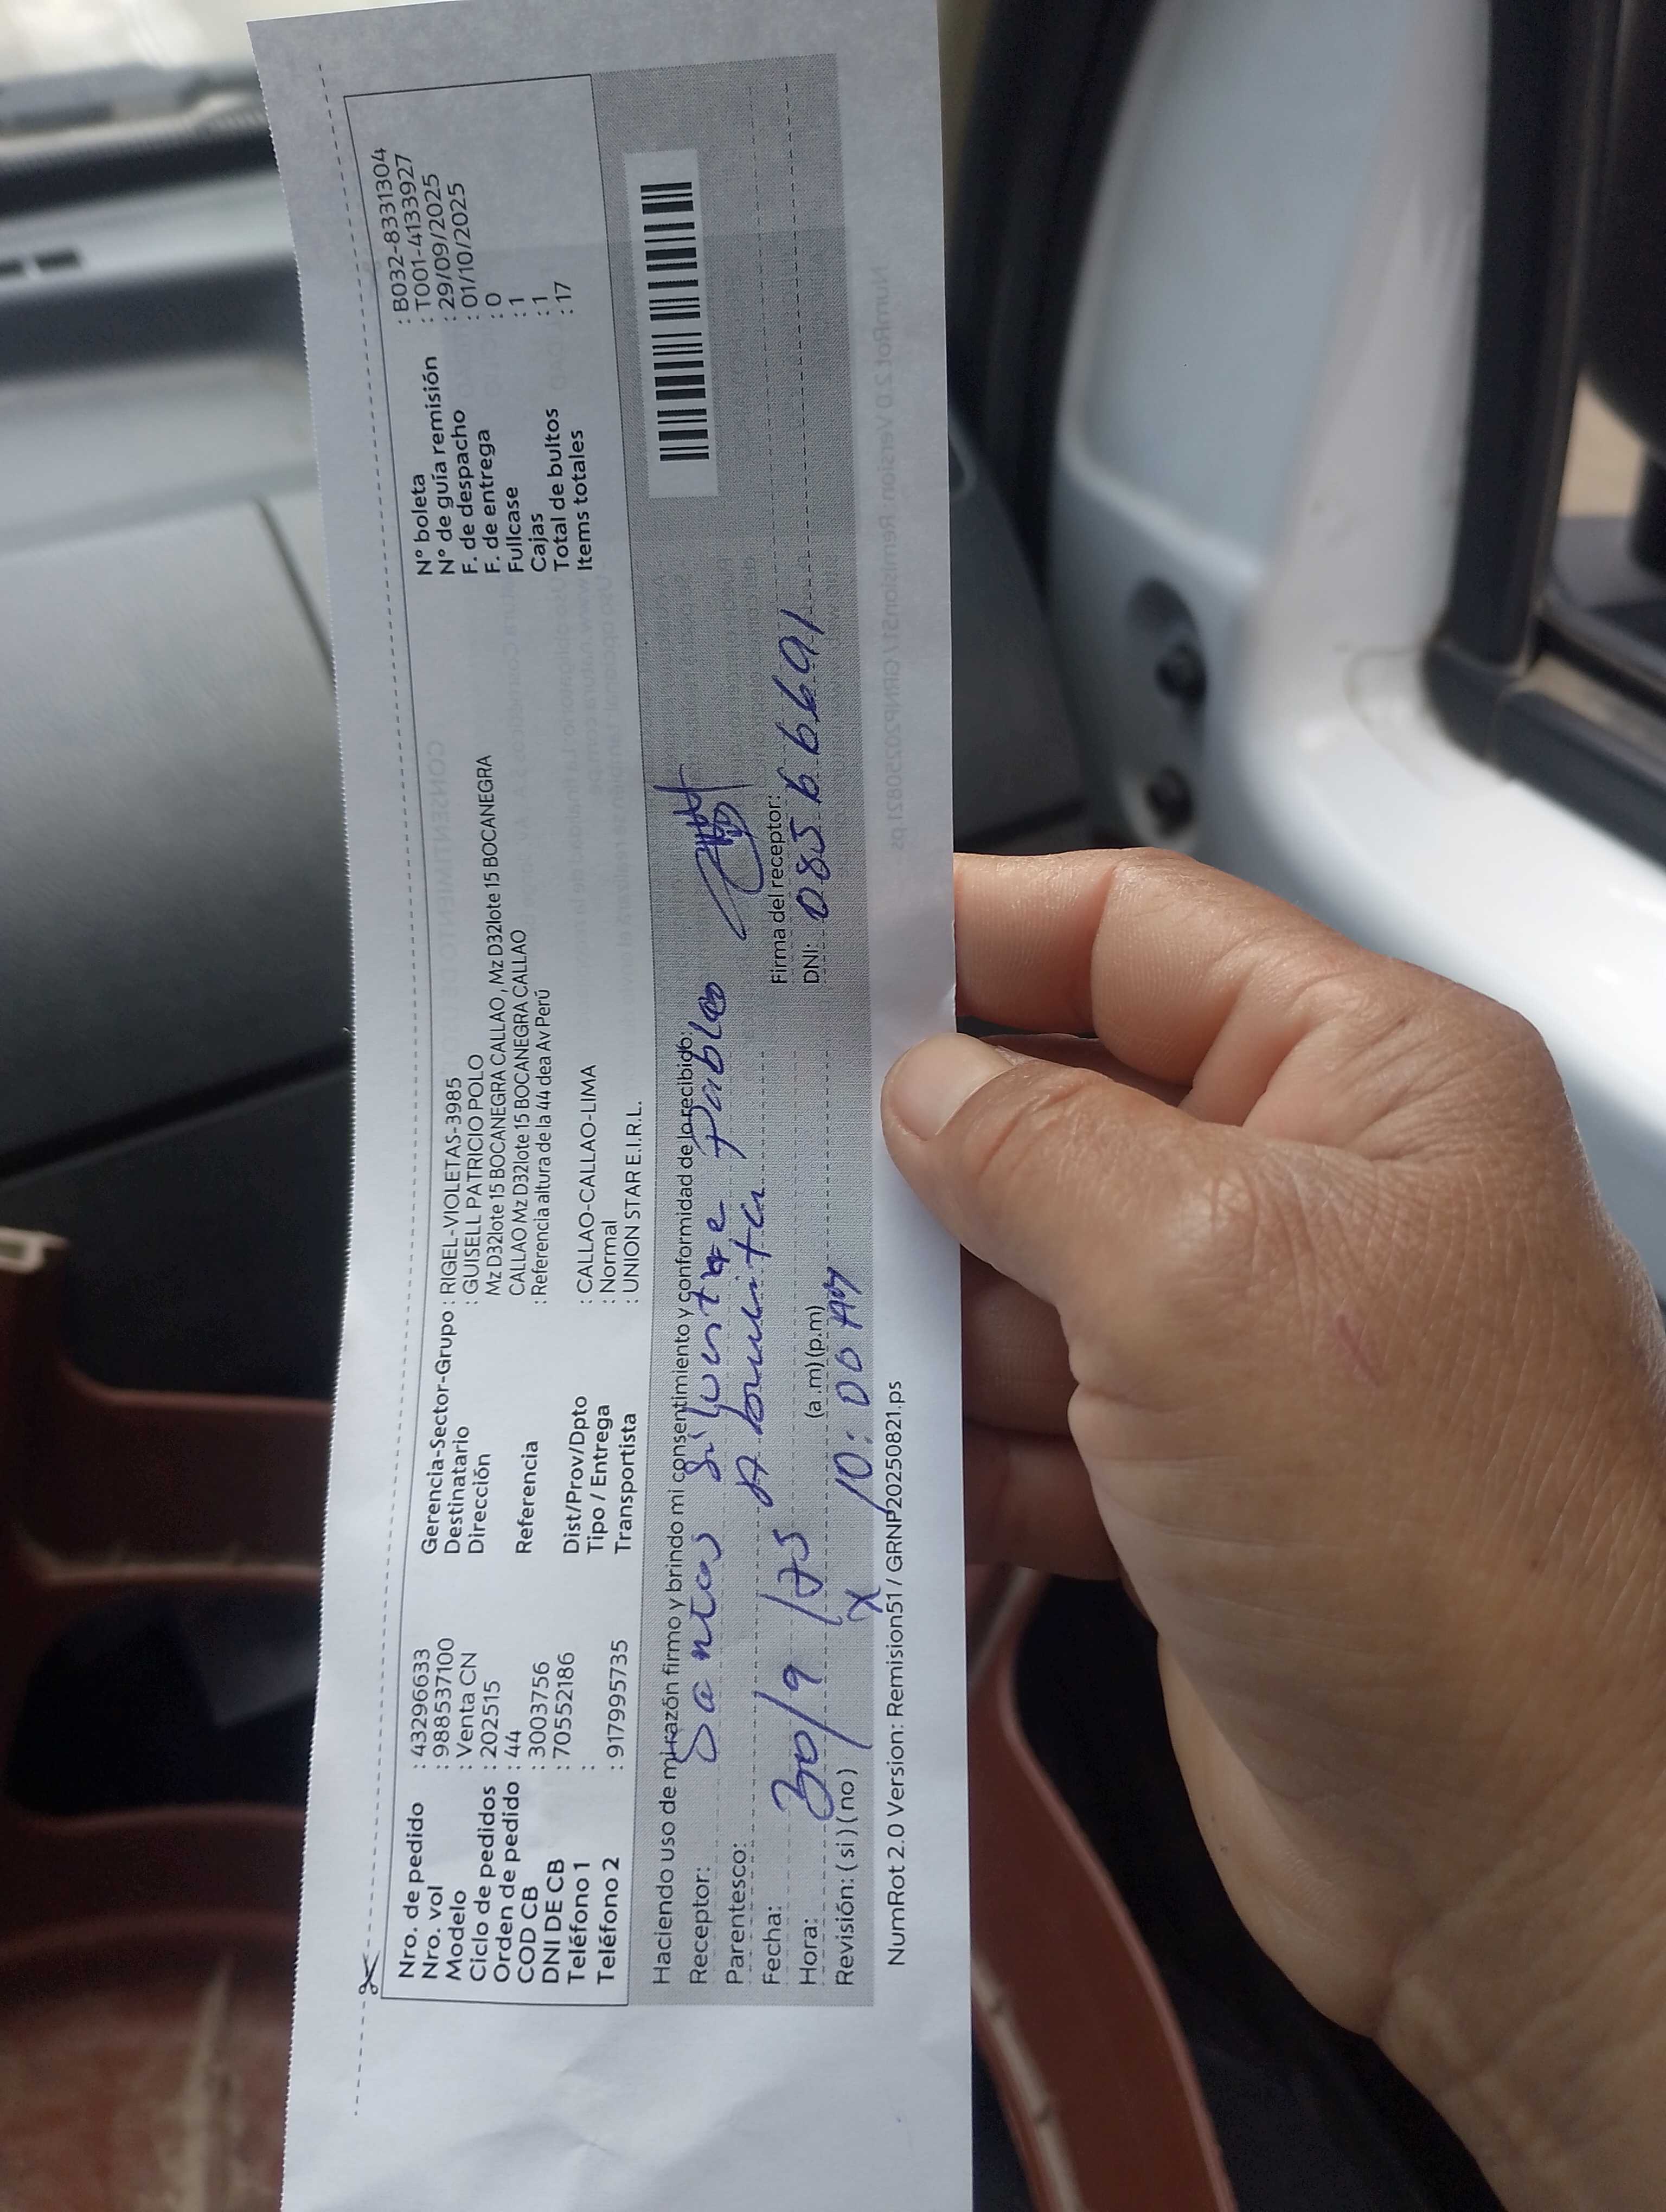 Nro. de pedido : 43296633
Nro. vol : 988537100
Modelo : Venta CN
Ciclo de pedidos : 202515
Orden de pedido : 44
COD CB : 3003756
DNI DE CB : 70552186
Teléfono 1 :
Teléfono 2 : 917995735
Gerencia-Sector-Grupo : RIGEL-VIOLETAS-3985
Destinatario : GUISELL PATRICIO POLO
Dirección Mz D32lote 15 BOCANEGRA CALLAO , Mz D32lote 15 BOCANEGRA
CALLAO Mz D32lote 15 BOCANEGRA CALLAO
Referencia : Referencia altura de la 44 dea Av Perú
Dist/Prov/Dpto : CALLAO-CALLAO-LIMA
Tipo / Entrega : Normal
Transportista : UNION STAR E.I.R.L.
N° boleta : B032-8331304
N° de guía remisión : T001-4133927
F. de despacho : 29/09/2025
F. de entrega : 01/10/2025
Fullcase : 0
Cajas : 1
Total de bultos : 1
Items totales : 17
Haciendo uso de mi razón firmo y brindo mi consentimiento y conformidad de lo recibido:
Receptor: Santos Pablo
Parentesco:
Fecha: 30/9/25
Hora: (a .m) (p.m) 10:00 AM
Revisión: ( si ) ( no ) X
Firma del receptor:
DNI: 08566691
NumRot 2.0 Version: Remision51 / GRNP20250821.ps